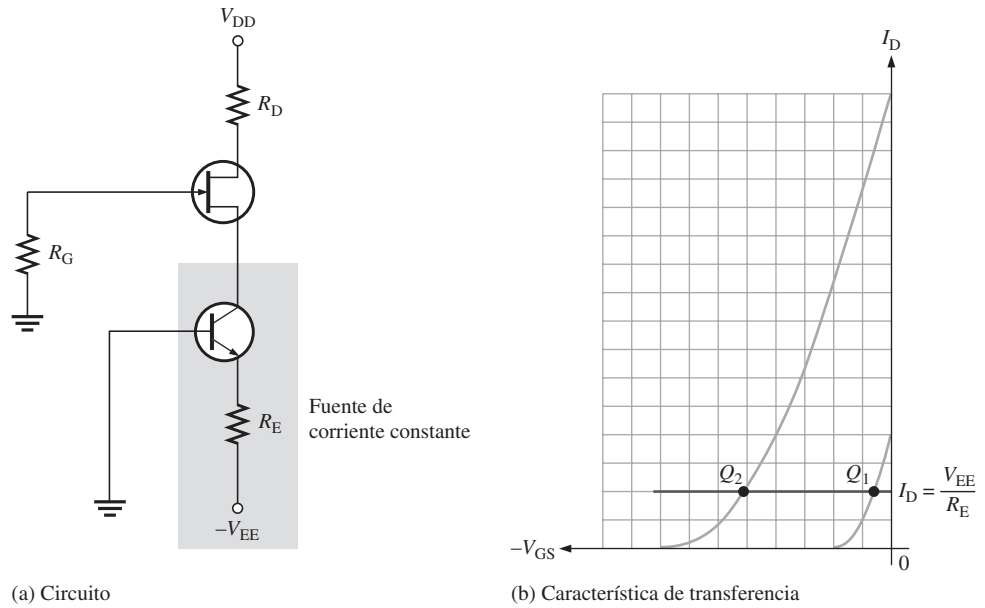 V_DD
R_D
R_G
R_E
Fuente de
corriente constante
–V_EE
(a) Circuito
I_D
Q_2
Q_1
I_D = V_EE / R_E
–V_GS
0
(b) Característica de transferencia